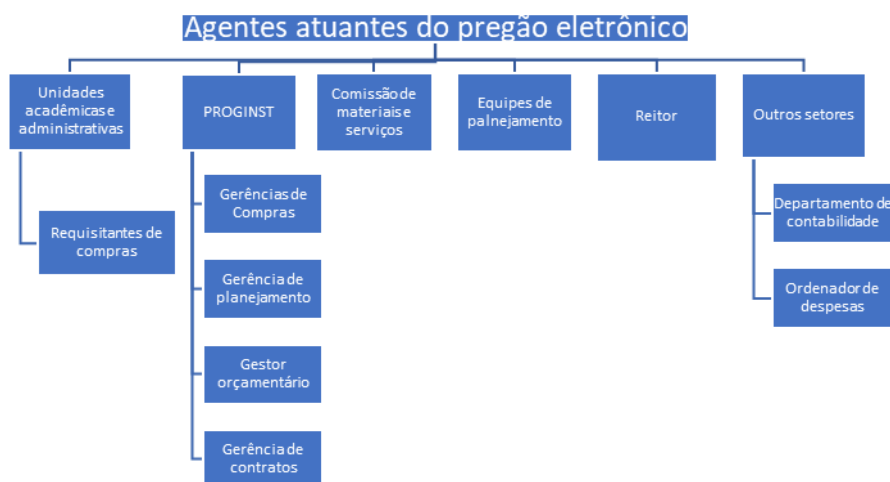 Agentes atuantes do pregão eletrônico
Unidades
acadêmicas e
administrativas
PROGINST
Comissão de
materiais e
serviços
Equipes de
palnejamento
Reitor
Outros setores
Requisitantes de
compras
Gerências de
Compras
Gerência de
planejamento
Gestor
orçamentário
Gerência de
contratos
Departamento de
contabilidade
Ordenador de
despesas